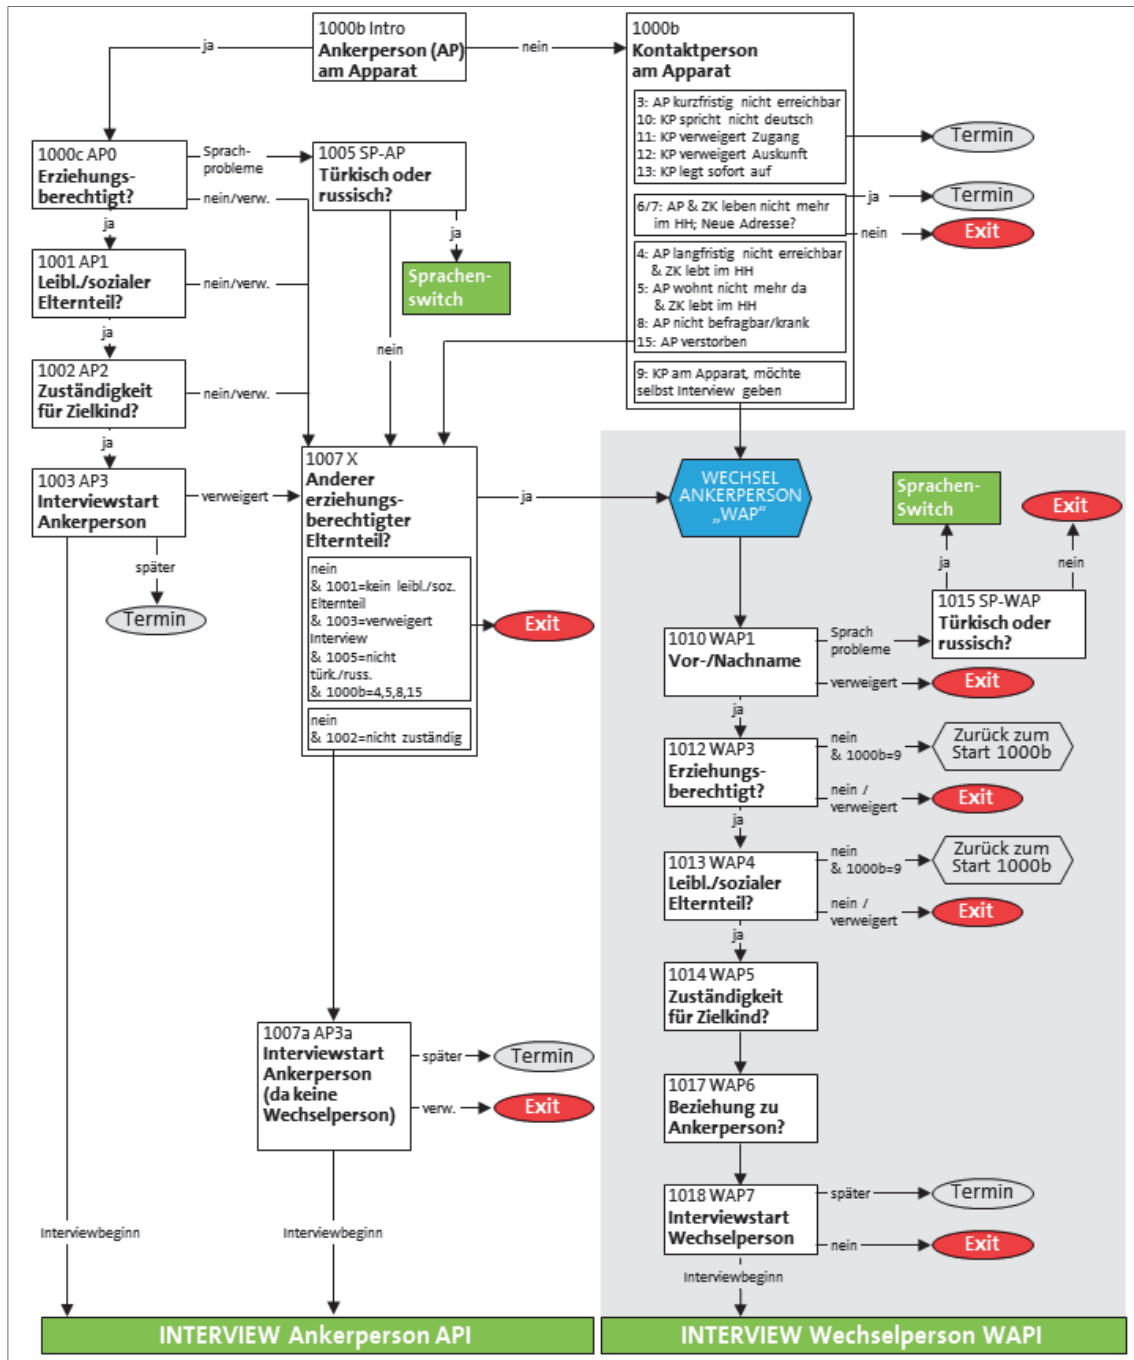 1000b Intro
Ankerperson (AP)
am Apparat
ja
nein
1000b
Kontaktperson
am Apparat
3: AP kurzfristig nicht erreichbar
10: KP spricht nicht deutsch
11: KP verweigert Zugang
12: KP verweigert Auskunft
13: KP legt sofort auf
Termin
6/7: AP & ZK leben nicht mehr
im HH; Neue Adresse?
ja
Termin
nein
Exit
4: AP langfristig nicht erreichbar
& ZK lebt im HH
5: AP wohnt nicht mehr da
& ZK lebt im HH
8: AP nicht befragbar/krank
15: AP verstorben
9: KP am Apparat, möchte
selbst Interview geben
1000c AP0
Erziehungs-
berechtigt?
Sprach-
probleme
nein/verw.
1005 SP-AP
Türkisch oder
russisch?
ja
Sprachen-
switch
nein
ja
1001 AP1
Leibl./sozialer
Elternteil?
nein/verw.
ja
1002 AP2
Zuständigkeit
für Zielkind?
nein/verw.
ja
1003 AP3
Interviewstart
Ankerperson
verweigert
später
Termin
1007 X
Anderer
erziehungs-
berechtigter
Elternteil?
ja
nein
& 1001=kein leibl./soz.
Elternteil
& 1003=verweigert
Interview
& 1005=nicht
türk./russ.
& 1000b=4,5,8,15
Exit
nein
& 1002=nicht zuständig
WECHSEL
ANKERPERSON
„WAP“
Sprachen-
Switch
Exit
ja
nein
1015 SP-WAP
Türkisch oder
russisch?
1010 WAP1
Vor-/Nachname
Sprach
probleme
verweigert
Exit
ja
1012 WAP3
Erziehungs-
berechtigt?
nein
& 1000b=9
Zurück zum
Start 1000b
nein /
verweigert
Exit
ja
1013 WAP4
Leibl./sozialer
Elternteil?
nein
& 1000b=9
Zurück zum
Start 1000b
nein /
verweigert
Exit
ja
1014 WAP5
Zuständigkeit
für Zielkind?
1007a AP3a
Interviewstart
Ankerperson
(da keine
Wechselperson)
später
Termin
verw.
Exit
1017 WAP6
Beziehung zu
Ankerperson?
1018 WAP7
Interviewstart
Wechselperson
später
Termin
nein
Exit
Interviewbeginn
Interviewbeginn
Interviewbeginn
INTERVIEW Ankerperson API
INTERVIEW Wechselperson WAPI